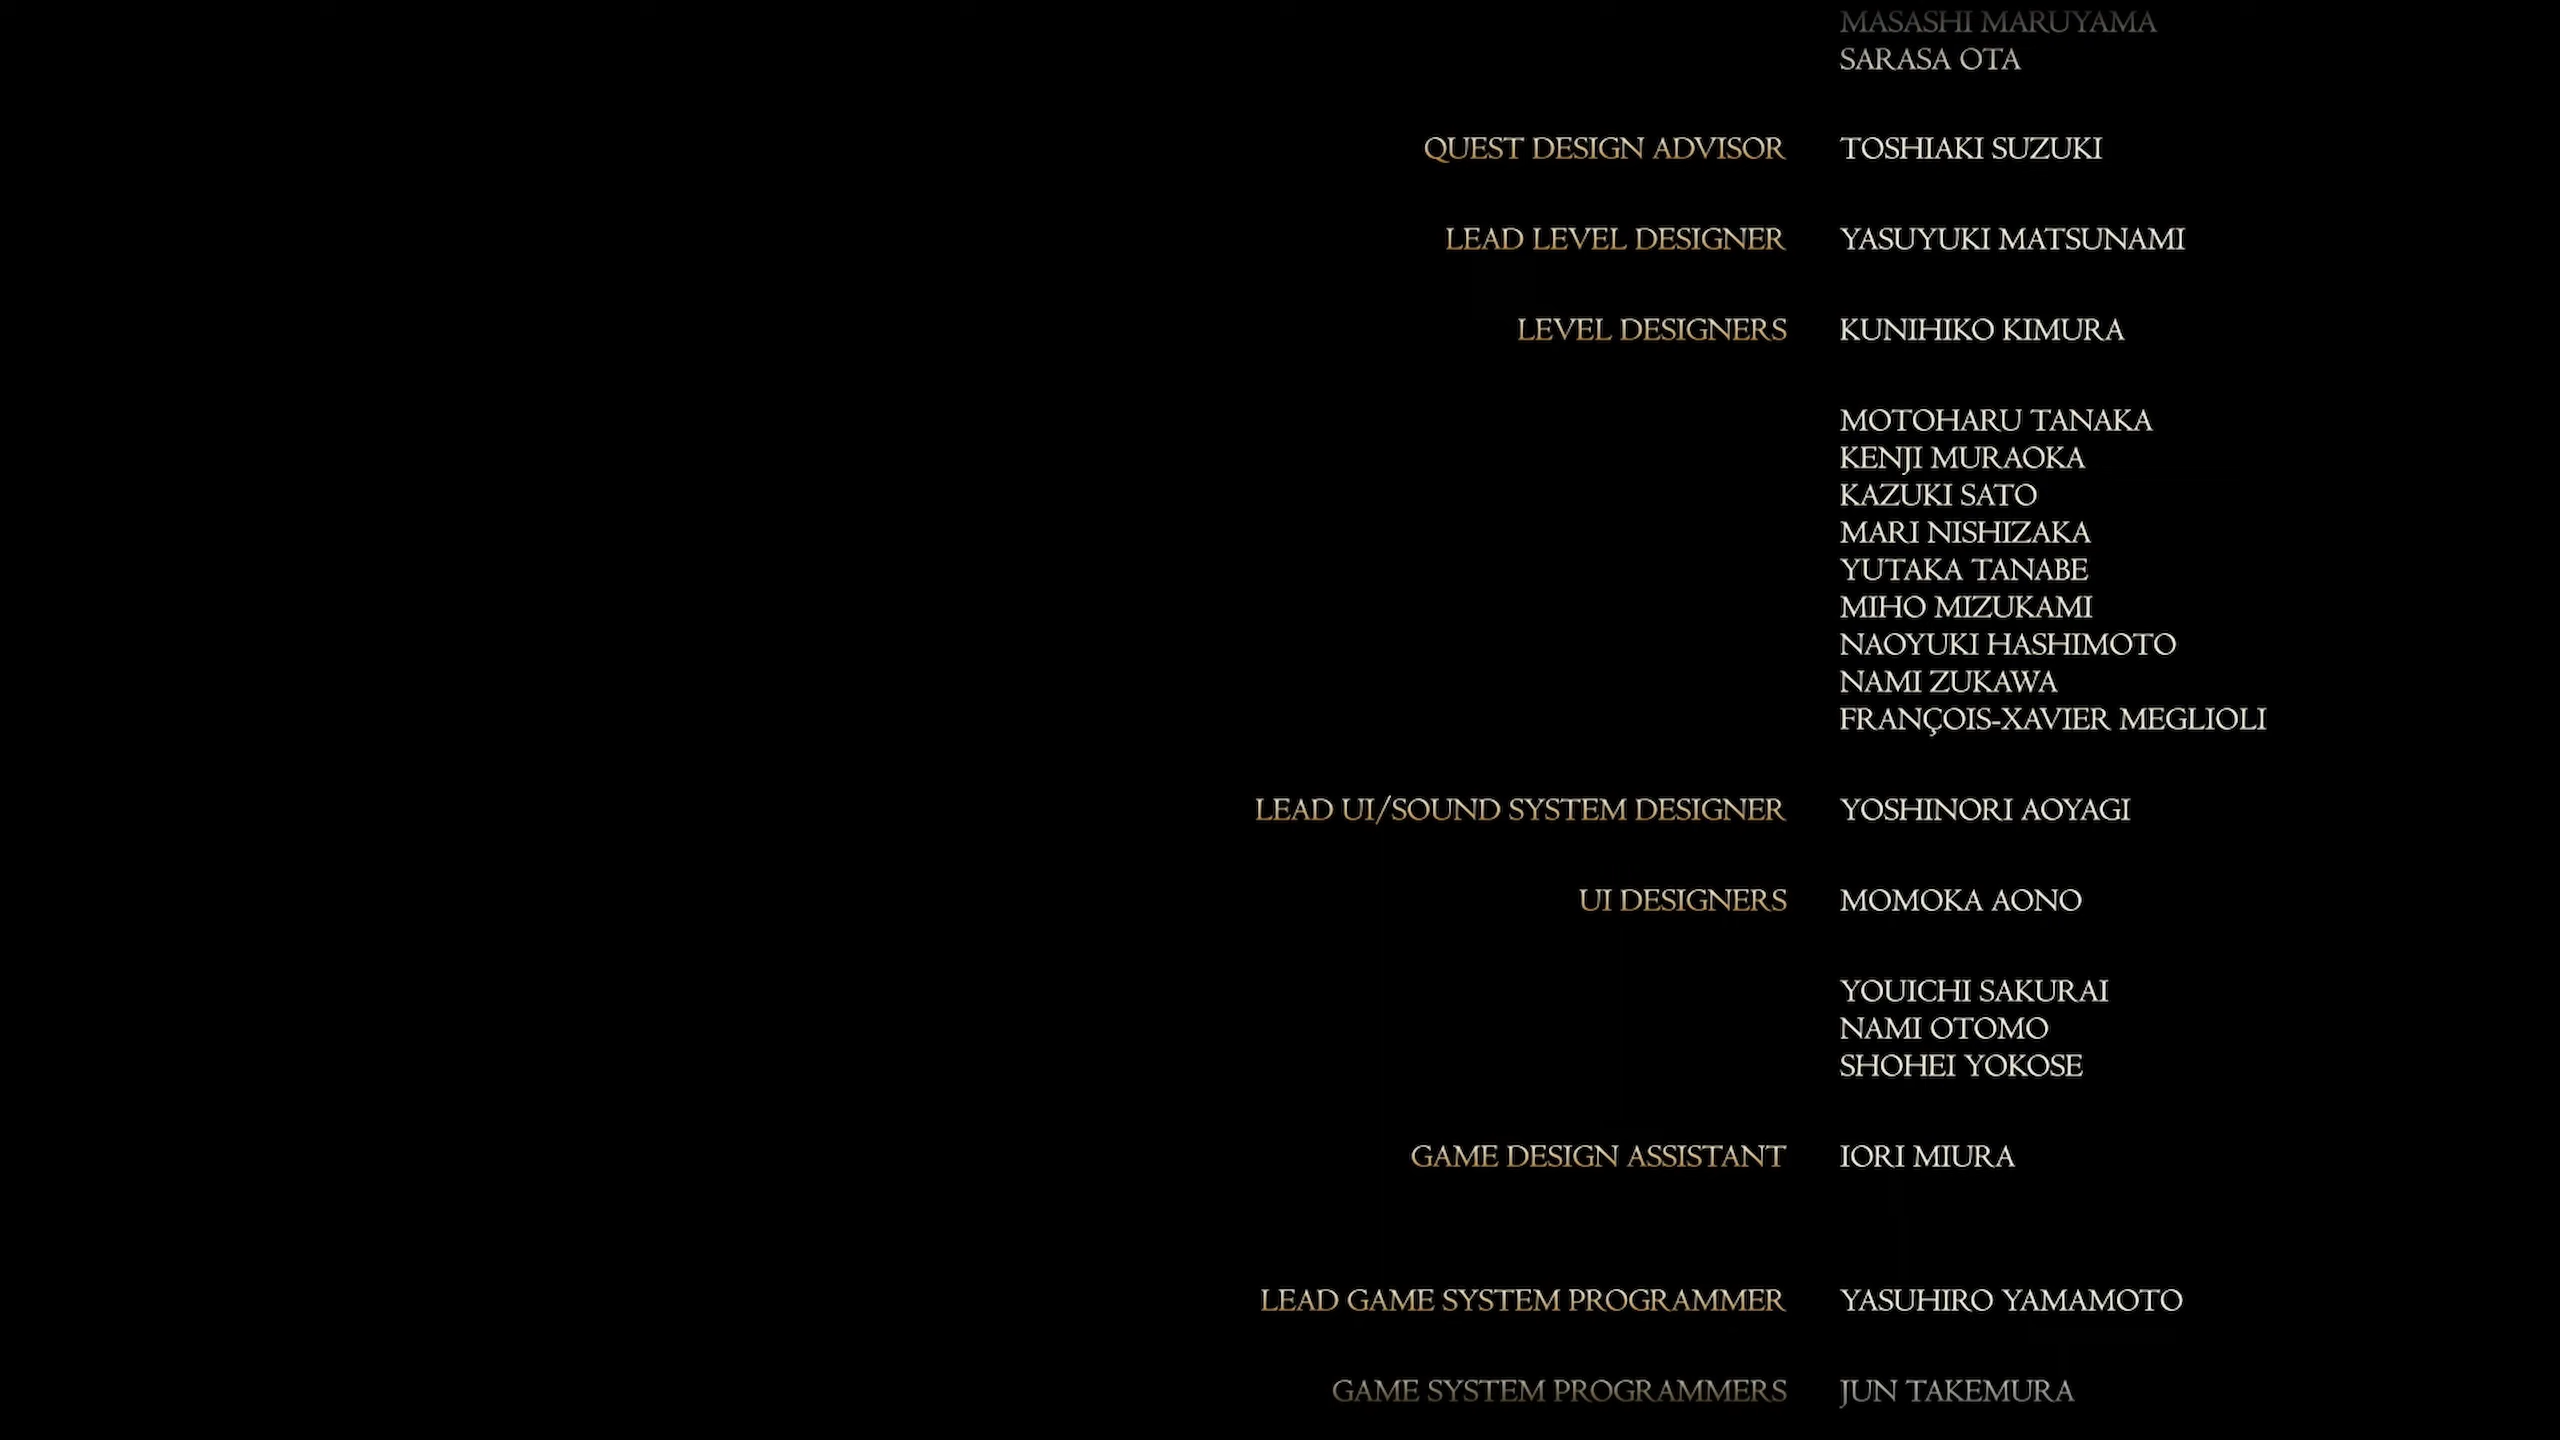 MASASHI MARUYAMA
SARASA OTA
QUEST DESIGN ADVISOR TOSHIAKI SUZUKI
LEAD LEVEL DESIGNER YASUYUKI MATSUNAMI
LEVEL DESIGNERS KUNIHIKO KIMURA
MOTOHARU TANAKA
KENJI MURAOKA
KAZUKI SATO
MARI NISHIZAKA
YUTAKA TANABE
MIHO MIZUKAMI
NAOYUKI HASHIMOTO
NAMI ZUKAWA
FRANÇOIS-XAVIER MEGLIOLI
LEAD UI/SOUND SYSTEM DESIGNER YOSHINORI AOYAGI
UI DESIGNERS MOMOKA AONO
YOUICHI SAKURAI
NAMI OTOMO
SHOHEI YOKOSE
GAME DESIGN ASSISTANT IORI MIURA
LEAD GAME SYSTEM PROGRAMMER YASUHIRO YAMAMOTO
GAME SYSTEM PROGRAMMERS JUN TAKEMURA